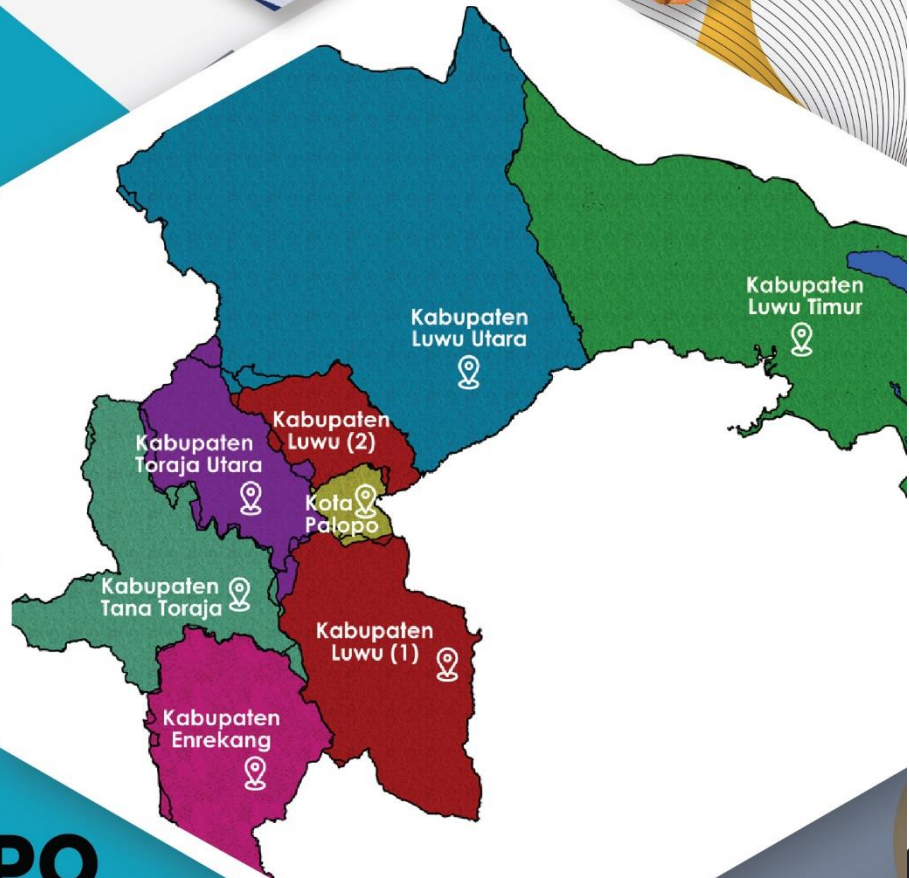 Kabupaten
Luwu Timur
Kabupaten
Luwu Utara
Kabupaten
Luwu (2)
Kabupaten
Toraja Utara
Kota
Palopo
Kabupaten
Tana Toraja
Kabupaten
Luwu (1)
Kabupaten
Enrekang
PO